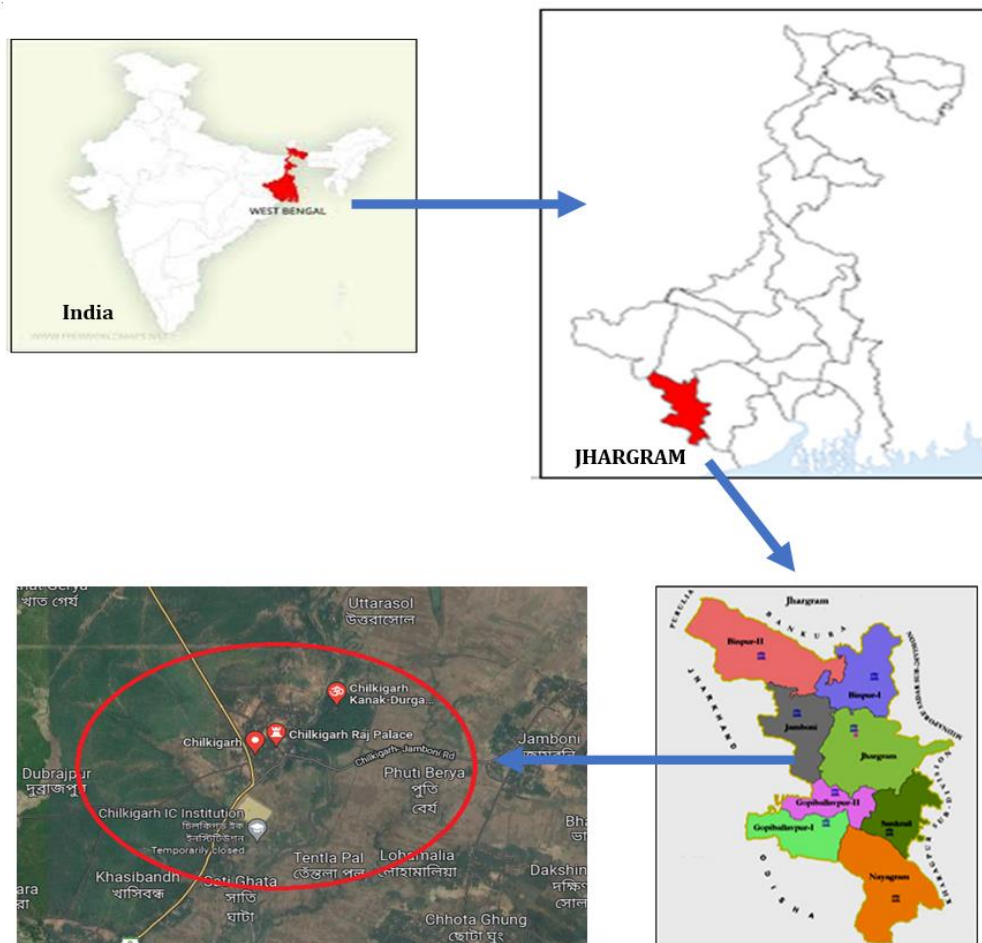 WEST BENGAL
India
JHARGRAM
Uttarasol
উত্তরাসোল
খাত গের্য
Chilkigarh
Kanak-Durga...
Chilkigarh Raj Palace
Chilkigarh
Chilkigarh- Jamboni Rd
Jamboni
Dubrajpur
দুব্রাজপুর
Phuti Berya
পুতি
বের্য
Chilkigarh IC Institution
Temporarily closed
Tentla Pal
তেঁতলা পল
Lohamalia
লোহামালিয়া
Khasibandh
খাসিবন্ধ
Sati Ghata
সাতি
ঘাটা
Dakshin
দক্ষিণ
সোল
Chhota Ghung
ছোটা ঘুং
Jhargram
PURULIA
BANKURA
Binpur-II
Binpur-I
JHARKHAND
Jamboni
Jhargram
Gopiballavpur-II
Gopiballavpur-I
Sankrail
Nayagram
ODISHA